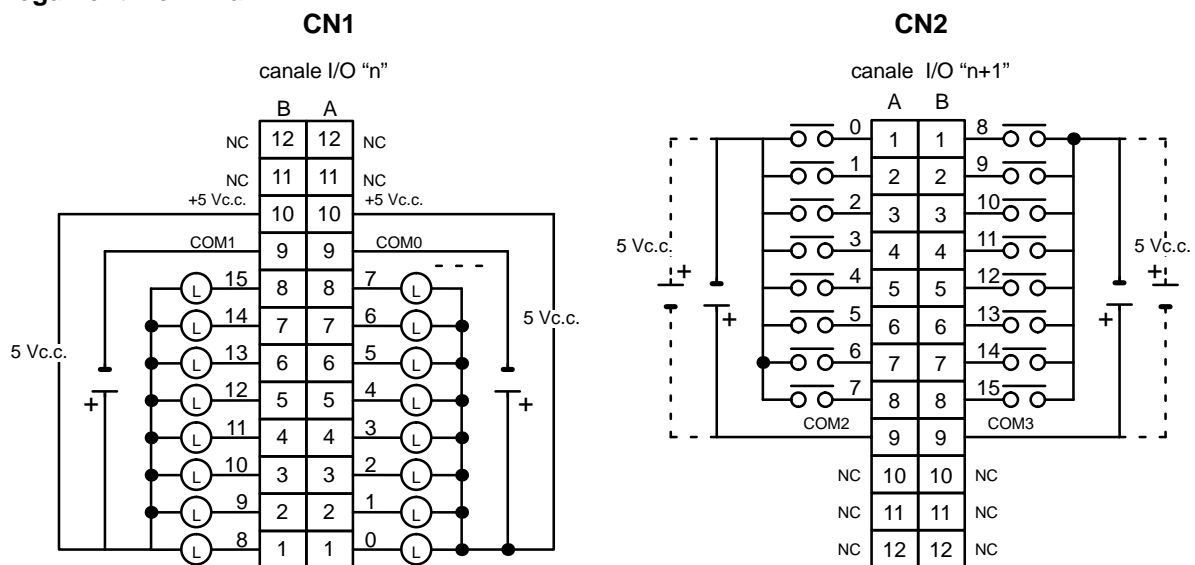 CN1
canale I/O “n”
B A
NC 12 12 NC
NC 11 11 NC
+5 Vc.c. 10 10 +5 Vc.c.
COM1 9 9 COM0
L 15 8 8 7 L
L 14 7 7 6 L
L 13 6 6 5 L
L 12 5 5 4 L
L 11 4 4 3 L
L 10 3 3 2 L
L 9 2 2 1 L
L 8 1 1 0 L
5 Vc.c.
+
5 Vc.c.
+
CN2
canale I/O “n+1”
A B
0 1 1 8
1 2 2 9
2 3 3 10
3 4 4 11
4 5 5 12
5 6 6 13
6 7 7 14
7 8 8 15
COM2 9 9 COM3
NC 10 10 NC
NC 11 11 NC
NC 12 12 NC
5 Vc.c.
+
+
5 Vc.c.
+
+